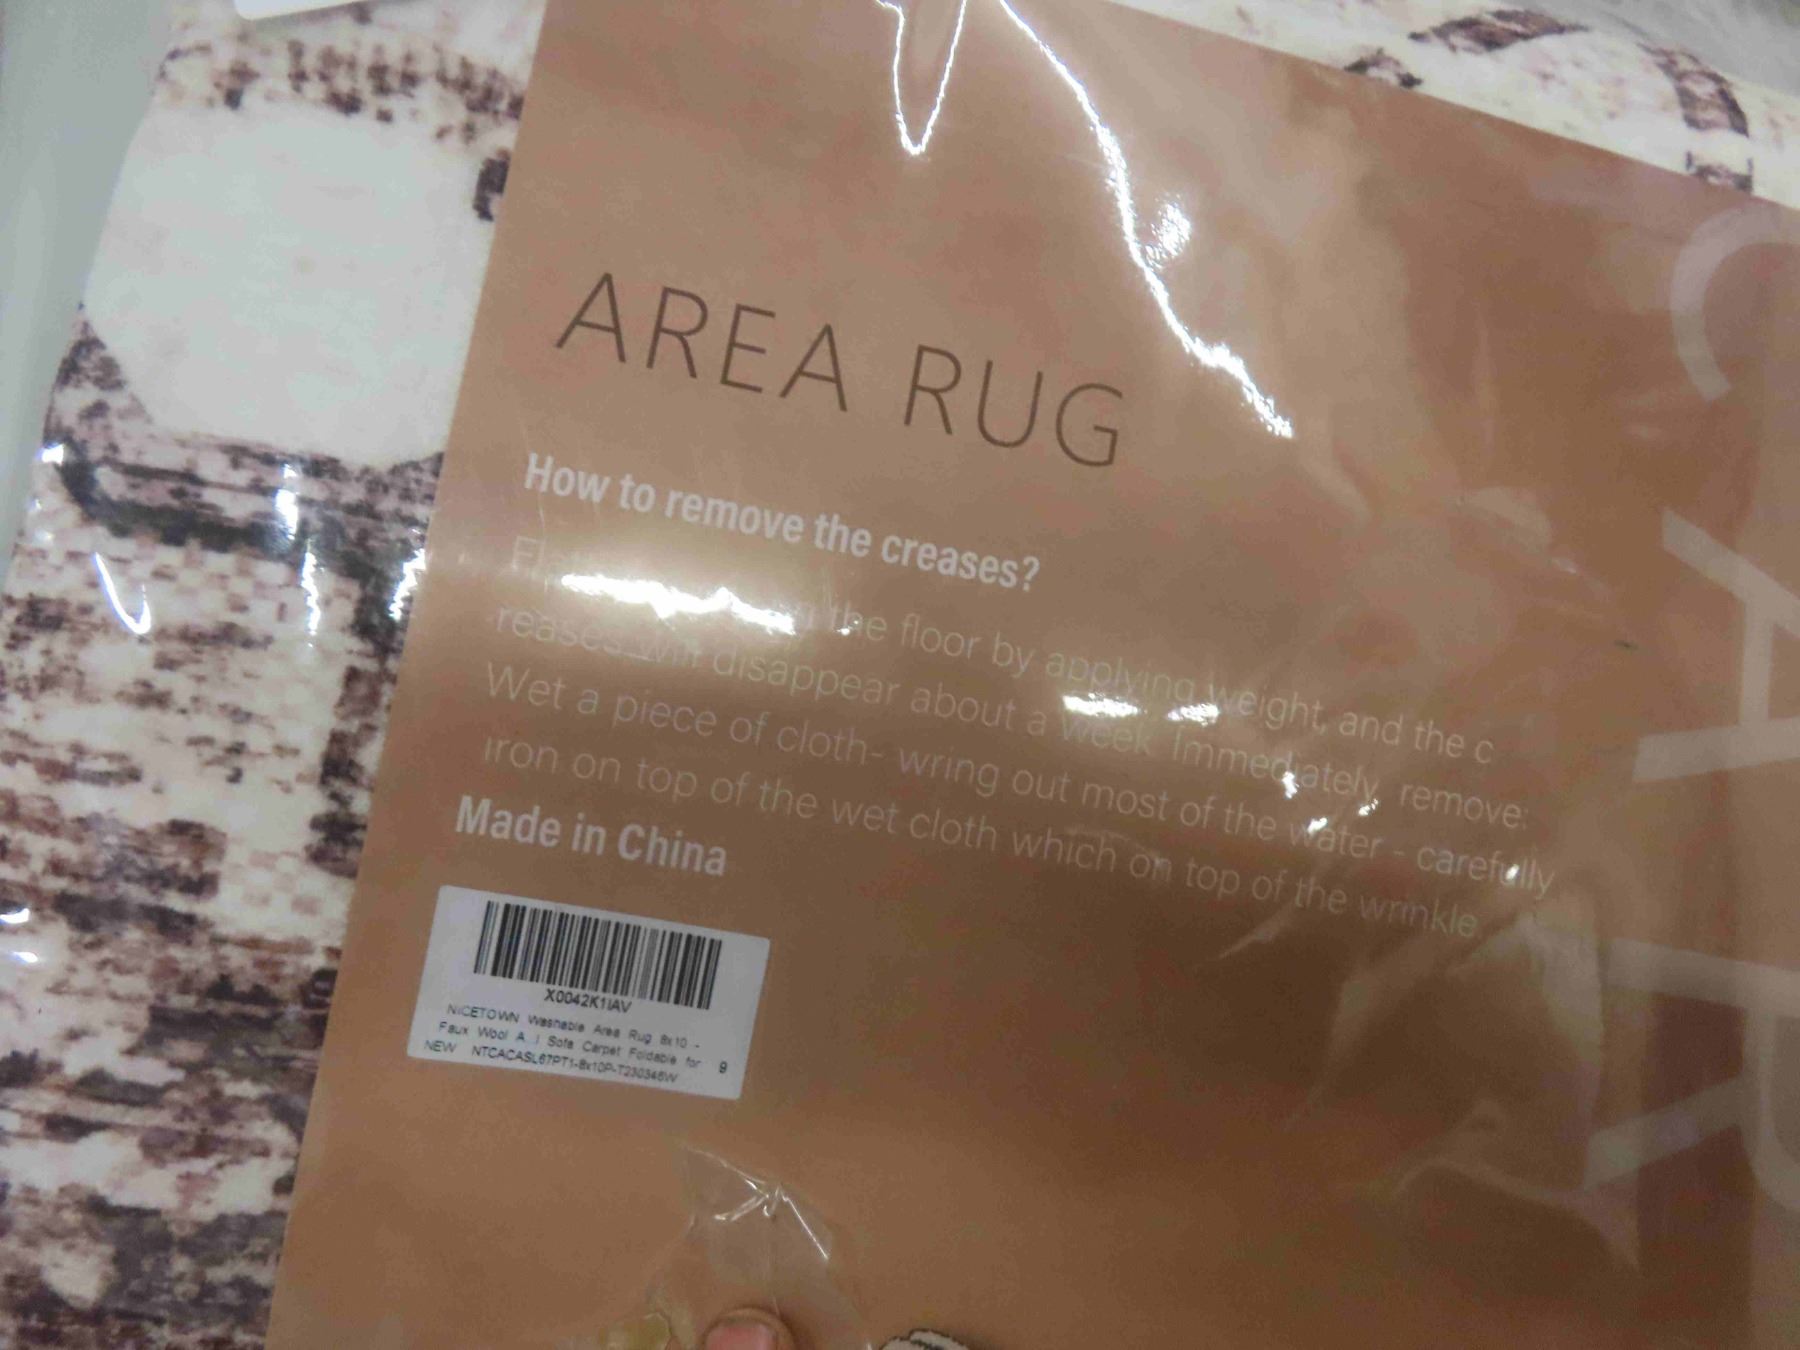 AREA RUG
How to remove the creases?
the floor by applying weight, and the c
reases will disappear about a week Immediately, remove:
Wet a piece of cloth- wring out most of the water - carefully
iron on top of the wet cloth which on top of the wrinkle
Made in China
X0042K1IAV
NICETOWN Washable Area Rug 8x10 -
Faux Wool A...l Sofa Carpet Foldable for 9
NEW NTCACASL67PT1-8x10P-T230346W